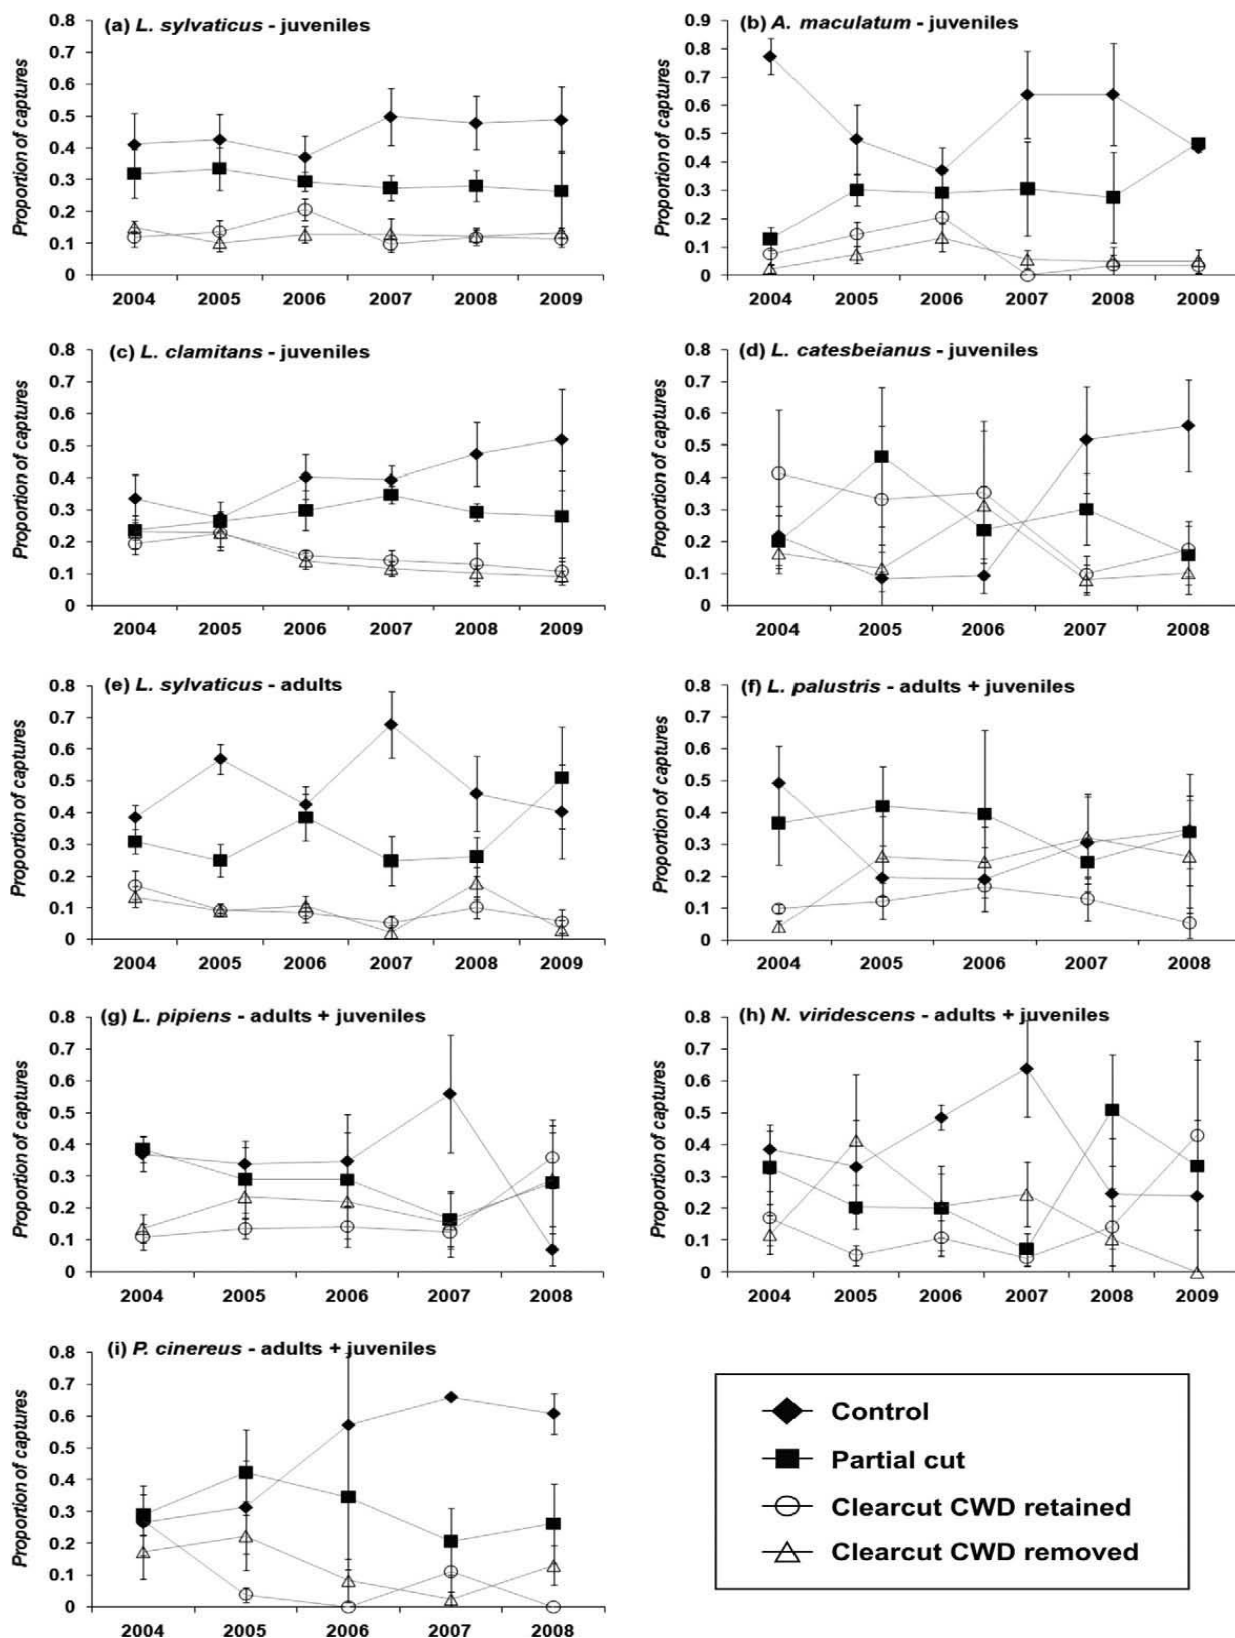 (a) L. sylvaticus - juveniles
Proportion of captures
0.8
0.7
0.6
0.5
0.4
0.3
0.2
0.1
0
2004 2005 2006 2007 2008 2009
(b) A. maculatum - juveniles
Proportion of captures
0.9
0.8
0.7
0.6
0.5
0.4
0.3
0.2
0.1
0
2004 2005 2006 2007 2008 2009
(c) L. clamitans - juveniles
Proportion of captures
0.8
0.7
0.6
0.5
0.4
0.3
0.2
0.1
0
2004 2005 2006 2007 2008 2009
(d) L. catesbeianus - juveniles
Proportion of captures
0.8
0.7
0.6
0.5
0.4
0.3
0.2
0.1
0
2004 2005 2006 2007 2008
(e) L. sylvaticus - adults
Proportion of captures
0.8
0.7
0.6
0.5
0.4
0.3
0.2
0.1
0
2004 2005 2006 2007 2008 2009
(f) L. palustris - adults + juveniles
Proportion of captures
0.8
0.7
0.6
0.5
0.4
0.3
0.2
0.1
0
2004 2005 2006 2007 2008
(g) L. pipiens - adults + juveniles
Proportion of captures
0.8
0.7
0.6
0.5
0.4
0.3
0.2
0.1
0
2004 2005 2006 2007 2008
(h) N. viridescens - adults + juveniles
Proportion of captures
0.8
0.7
0.6
0.5
0.4
0.3
0.2
0.1
0
2004 2005 2006 2007 2008 2009
(i) P. cinereus - adults + juveniles
Proportion of captures
0.8
0.7
0.6
0.5
0.4
0.3
0.2
0.1
0
2004 2005 2006 2007 2008
Control
Partial cut
Clearcut CWD retained
Clearcut CWD removed